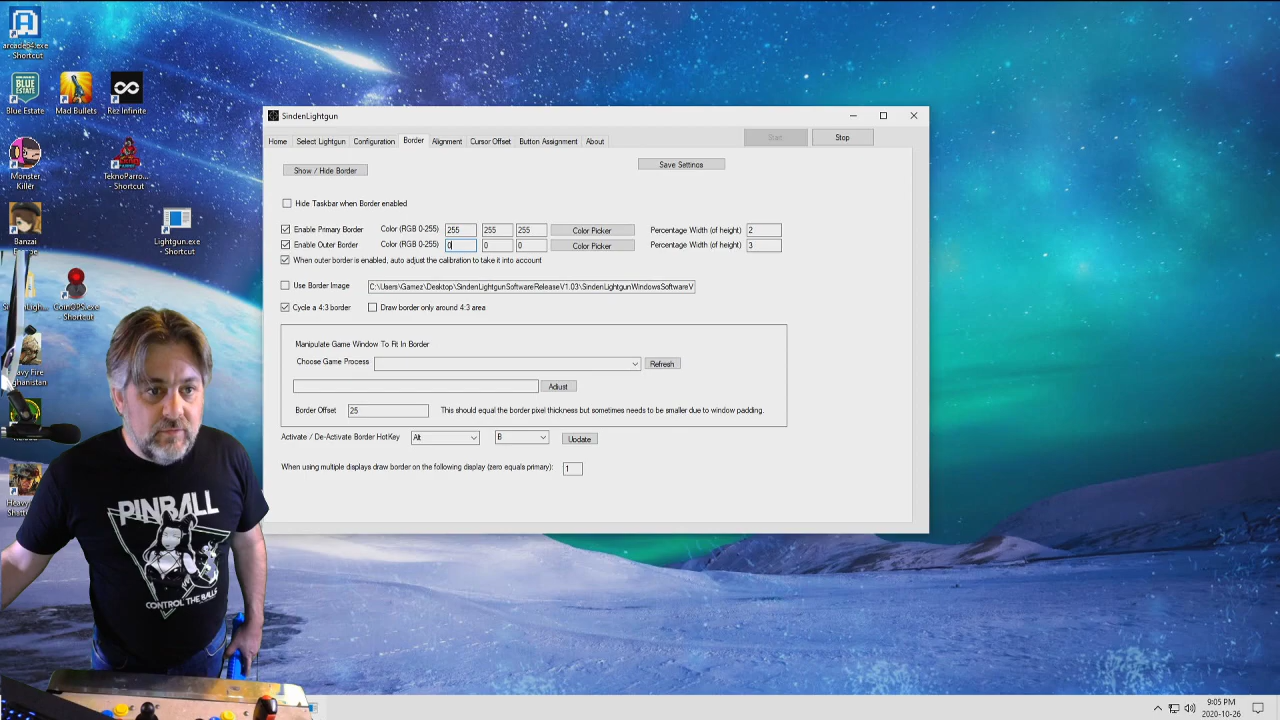 arcade64.exe
- Shortcut
Blue Estate
Mad Bullets
Rez Infinite
Monster
Killer
TeknoParro...
- Shortcut
Banzai
Lightgun.exe
- Shortcut
CoinOPS.exe
- Shortcut
SindenLightgun
Home
Select Lightgun
Configuration
Border
Alignment
Cursor Offset
Button Assignment
About
Start
Stop
Show / Hide Border
Save Settings
Hide Taskbar when Border enabled
Enable Primary Border
Color (RGB 0-255)
255
255
255
Color Picker
Percentage Width (of height)
2
Enable Outer Border
Color (RGB 0-255)
0
0
0
Color Picker
Percentage Width (of height)
3
When outer border is enabled, auto adjust the calibration to take it into account
Use Border Image
C:\Users\Gamez\Desktop\SindenLightgunSoftwareReleaseV1.03\SindenLightgunWindowsSoftwareV
Cycle a 4:3 border
Draw border only around 4:3 area
Manipulate Game Window To Fit In Border
Choose Game Process
Refresh
Adjust
Border Offset
25
This should equal the border pixel thickness but sometimes needs to be smaller due to window padding.
Activate / De-Activate Border HotKey
Alt
B
Update
When using multiple displays draw border on the following display (zero equals primary):
1
PINBALL
CONTROL THE BALLS
9:05 PM
2020-10-26